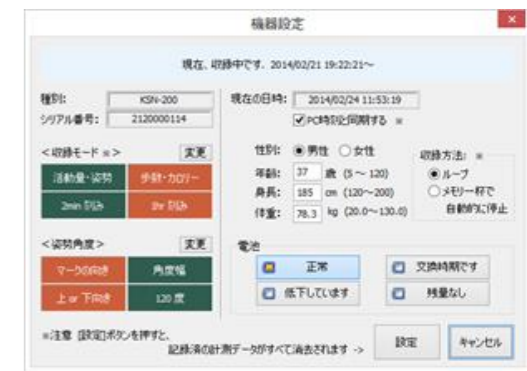 機器設定
現在、収録中です. 2014/02/21 19:22:21～
種別: KSN-200
シリアル番号: 2120000114
現在の日時: 2014/02/24 11:53:19
PC時刻と同期する ※
<収録モード ※> 変更
活動量・姿勢 歩数・カロリー
2min 刻み 1hr 刻み
性別: 男性 女性
年齢: 37 歳 (5 ～ 120)
身長: 185 cm (120～200)
体重: 78.3 kg (20.0～130.0)
収録方法: ※
ループ
メモリ一杯で
自動的に停止
<姿勢角度> 変更
マークの向き 角度幅
上 or 下向き 120 度
電池
正常 交換時期です
低下しています 残量なし
※注意 [設定]ボタンを押すと、
記録済の計測データがすべて消去されます ->
設定 キャンセル